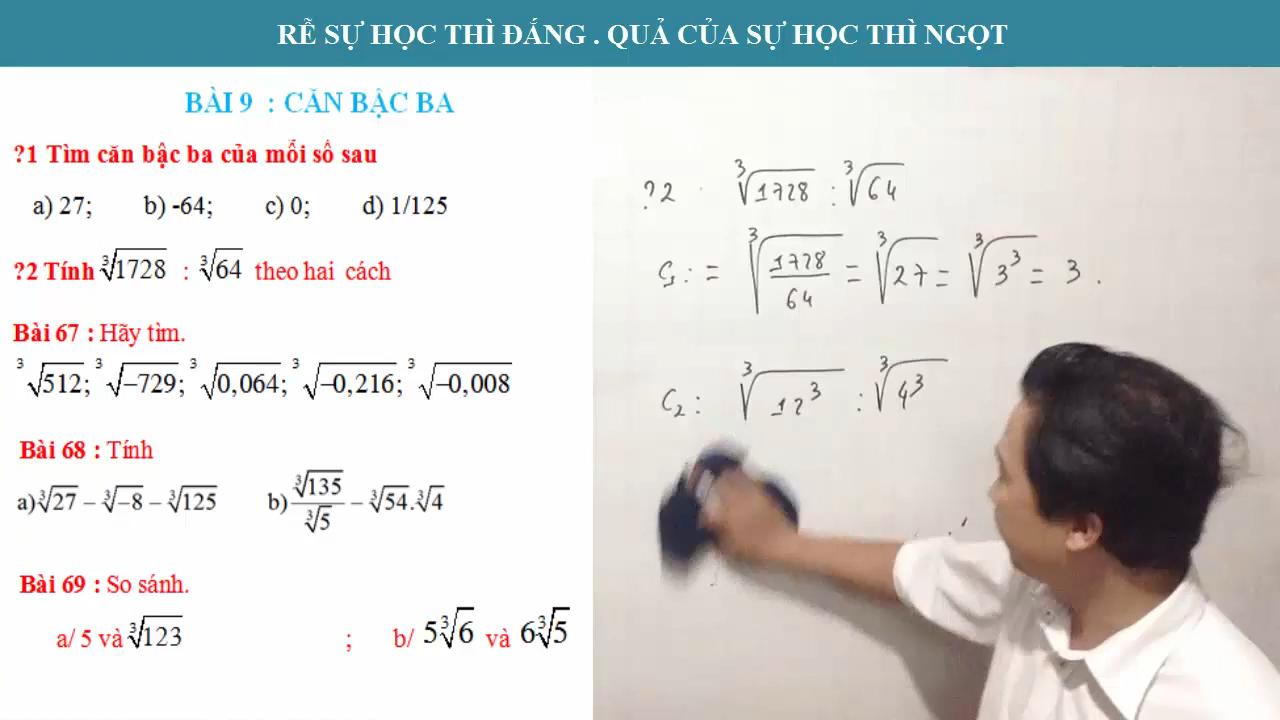 RỄ SỰ HỌC THÌ ĐẮNG . QUẢ CỦA SỰ HỌC THÌ NGỌT
BÀI 9 : CĂN BẬC BA
?1 Tìm căn bậc ba của mỗi số sau
a) 27; b) -64; c) 0; d) 1/125
?2 Tính ∛1728 : ∛64 theo hai cách
Bài 67 : Hãy tìm.
∛512; ∛−729; ∛0,064; ∛−0,216; ∛−0,008
Bài 68 : Tính
a) ∛27 − ∛−8 − ∛125 b) ∛135/∛5 − ∛54.∛4
Bài 69 : So sánh.
a/ 5 và ∛123 ; b/ 5∛6 và 6∛5
?2 ∛1728 : ∛64
C1: = ∛(1728/64) = ∛27 = ∛3³ = 3.
C2: ∛12³ : ∛4³